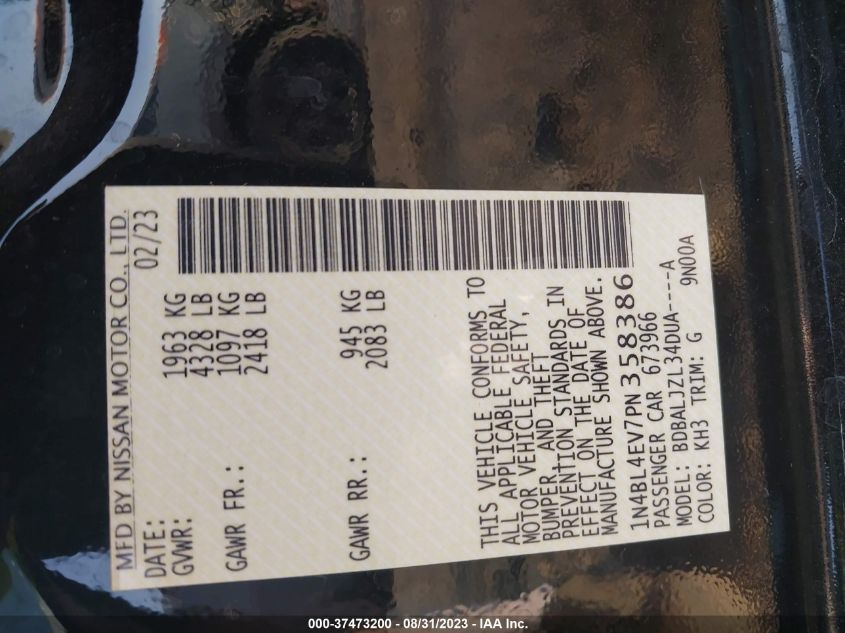 MFD BY NISSAN MOTOR CO., LTD.
DATE: 02/23
GVWR: 1963 KG
4328 LB
GAWR FR.: 1097 KG
2418 LB
GAWR RR.: 945 KG
2083 LB
THIS VEHICLE CONFORMS TO
ALL APPLICABLE FEDERAL
MOTOR VEHICLE SAFETY,
BUMPER, AND THEFT
PREVENTION STANDARDS IN
EFFECT ON THE DATE OF
MANUFACTURE SHOWN ABOVE.
1N4BL4EV7PN358386
PASSENGER CAR 673966
MODEL: BDBALJZL34DUA----A
COLOR: KH3 TRIM: G 9N00A
000-37473200 - 08/31/2023 - IAA Inc.